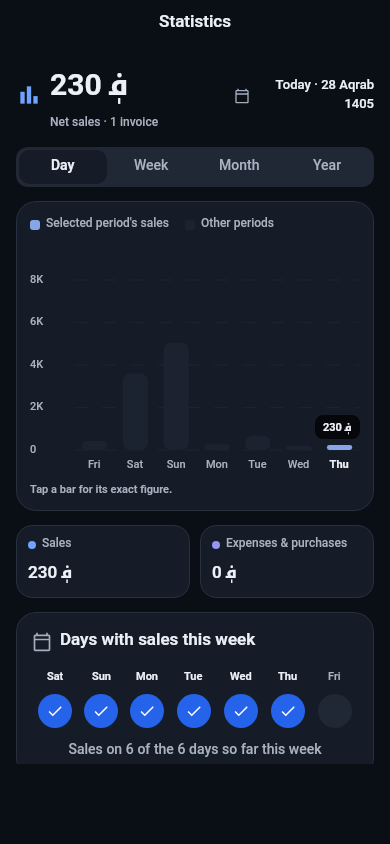 Statistics
230 ؋
Net sales · 1 invoice
Today · 28 Aqrab
1405
Day Week Month Year
Selected period's sales Other periods
8K
6K
4K
2K
230 ؋
0
Fri Sat Sun Mon Tue Wed Thu
Tap a bar for its exact figure.
Sales
230 ؋
Expenses & purchases
0 ؋
Days with sales this week
Sat Sun Mon Tue Wed Thu Fri
Sales on 6 of the 6 days so far this week